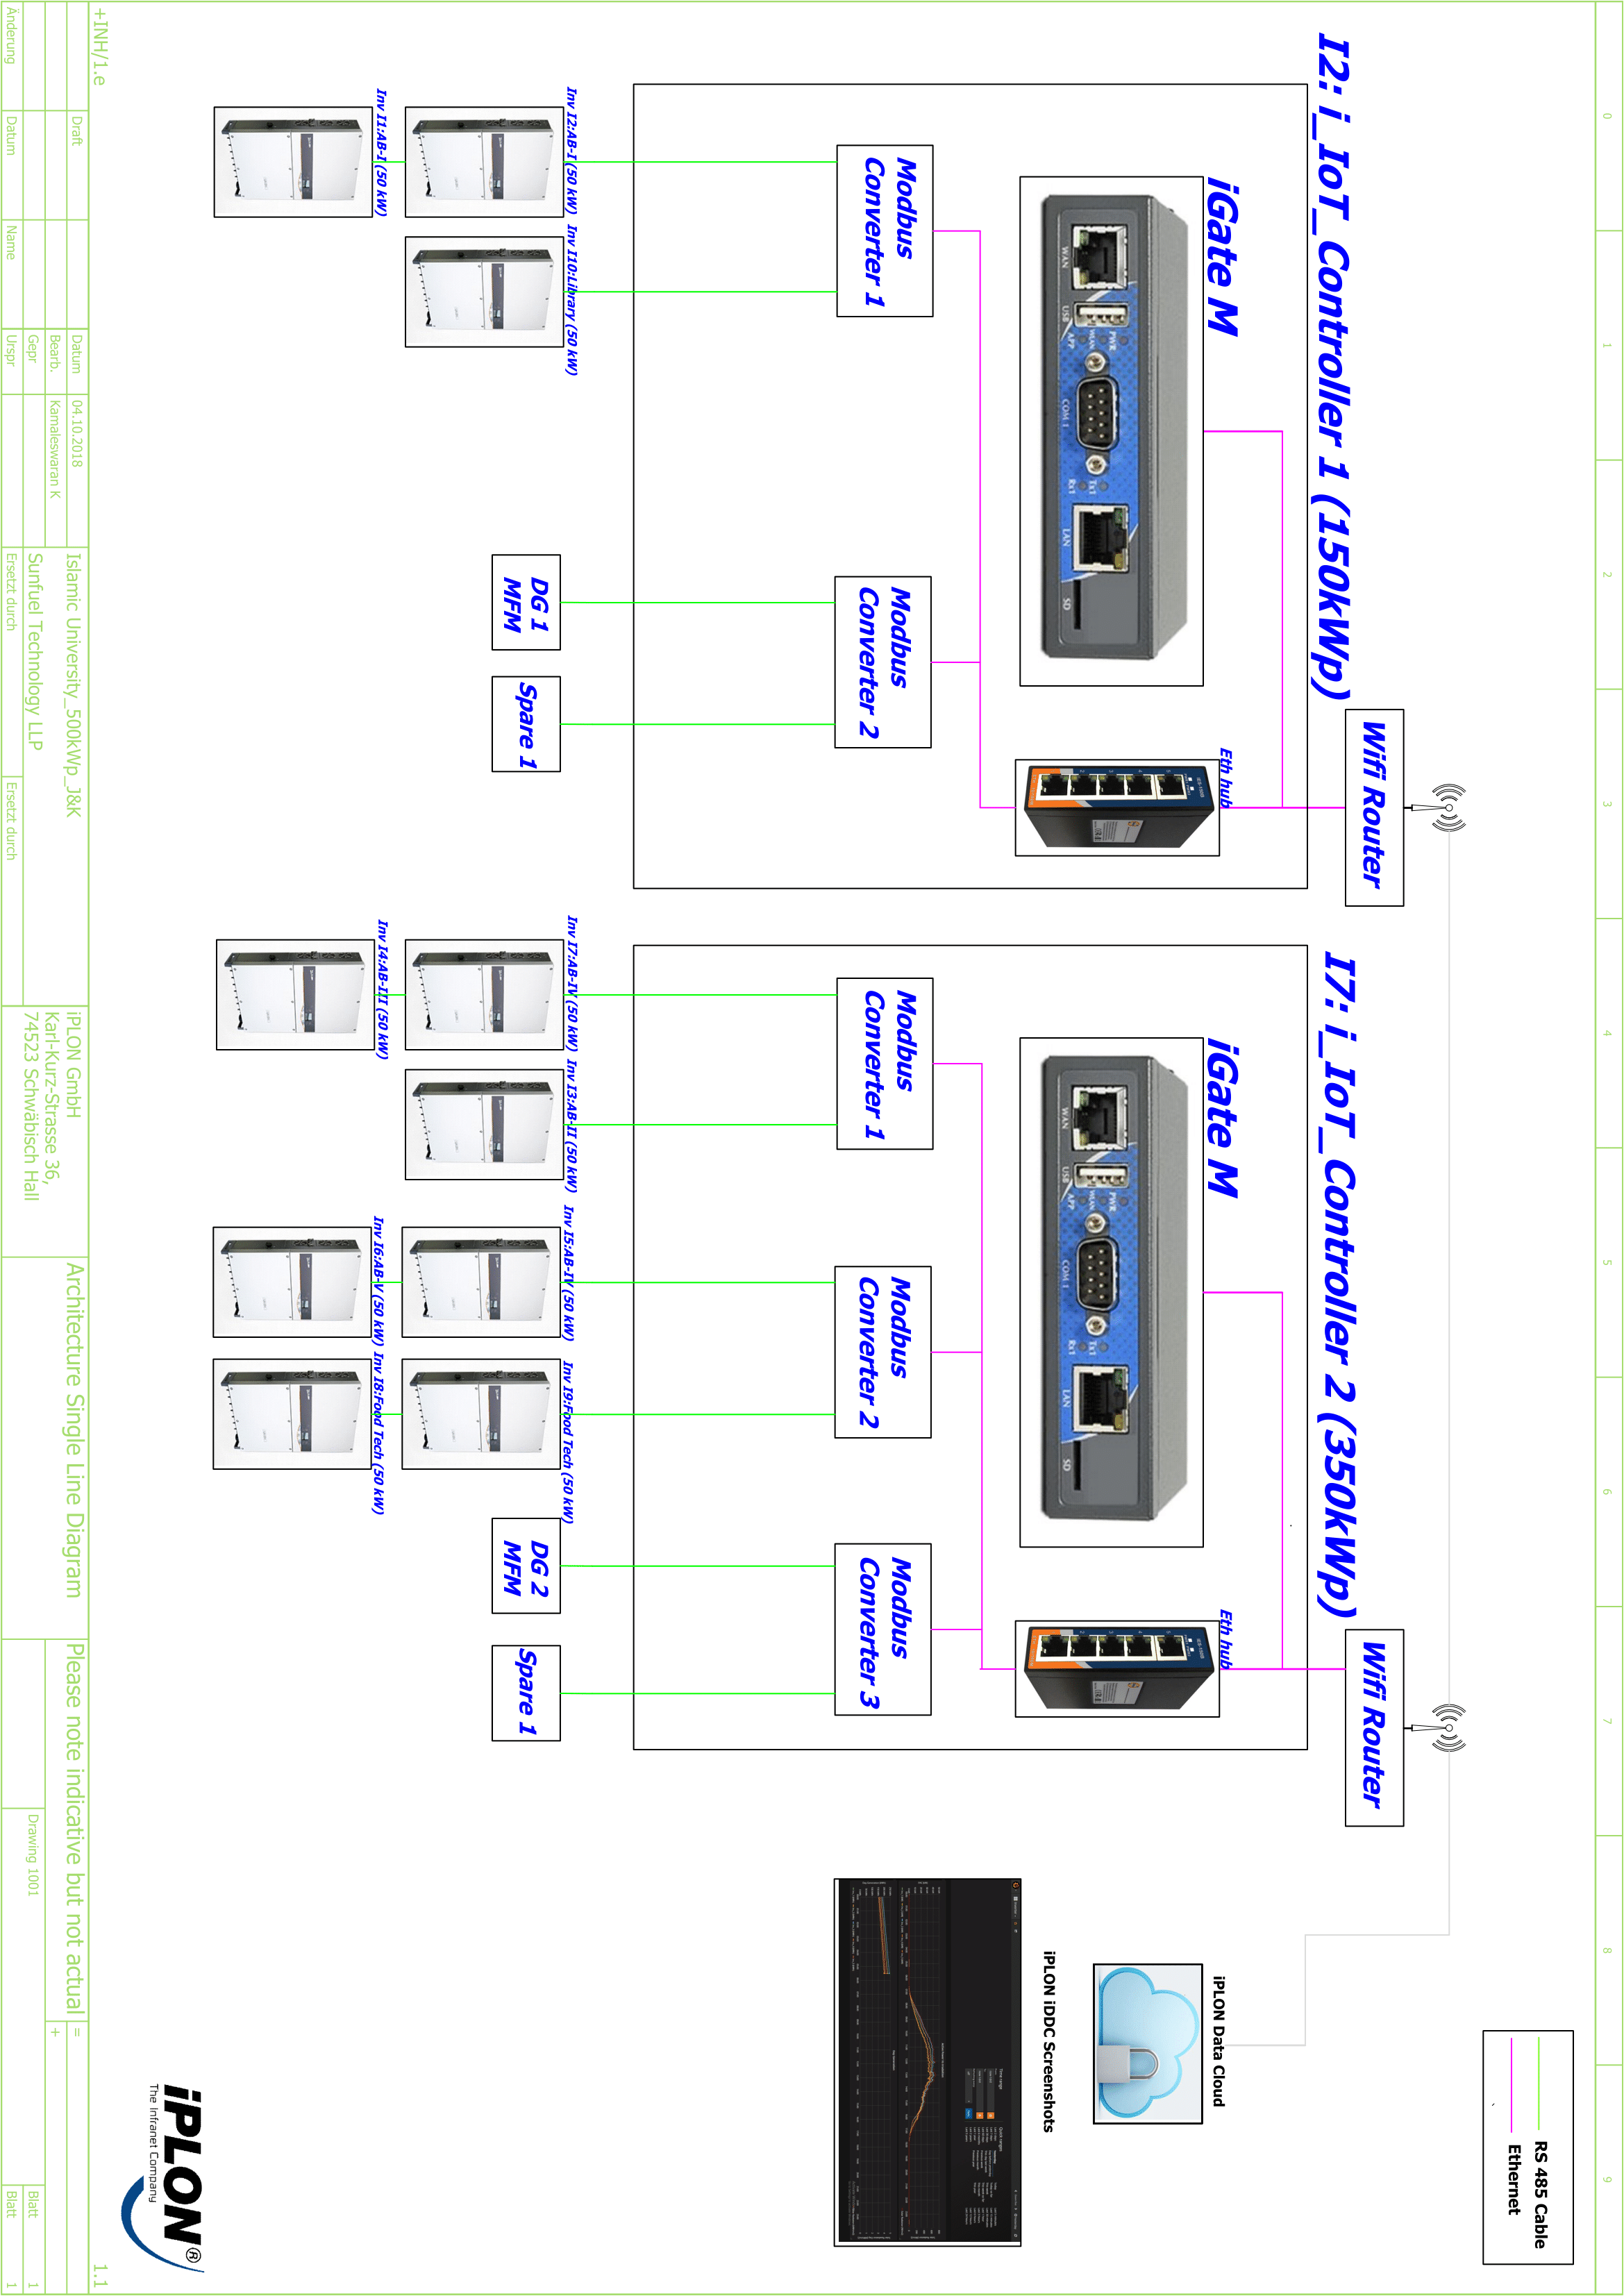 0
1
2
3
4
5
6
7
8
9
RS 485 Cable
Ethernet
I2: i_IoT_Controller 1 (150kWp)
Wifi Router
iGate M
Eth hub
WAN
USB
PWR
WLAN
APP
COM 1
Tx1
Rx1
LAN
SD
Modbus
Converter 1
Modbus
Converter 2
Inv I2:AB-I (50 kW)
Inv I10:Library (50 kW)
Inv I1:AB-I (50 kW)
DG 1
MFM
Spare 1
I7: i_IoT_Controller 2 (350kWp)
Wifi Router
iGate M
Eth hub
WAN
USB
PWR
WLAN
APP
COM 1
Tx1
Rx1
LAN
SD
Modbus
Converter 1
Modbus
Converter 2
Modbus
Converter 3
Inv I7:AB-IV (50 kW)
Inv I3:AB-II (50 kW)
Inv I5:AB-IV (50 kW)
Inv I9:Food Tech (50 kW)
Inv I4:AB-III (50 kW)
Inv I6:AB-V (50 kW)
Inv I8:Food Tech (50 kW)
DG 2
MFM
Spare 1
iPLON Data Cloud
iPLON iDDC Screenshots
iPLON®
The Infranet Company
+INH/1.e
1.1
Draft
Datum
04.10.2018
Bearb.
Kamaleswaran K
Gepr
Änderung
Datum
Name
Urspr
Islamic University_500kWp_J&K
Sunfuel Technology LLP
Ersetzt durch
Ersetzt durch
iPLON GmbH
Karl-Kurz-Strasse 36,
74523 Schwäbisch Hall
Architecture Single Line Diagram
Please note indicative but not actual
Drawing 1001
=
+
Blatt 1
Blatt 1